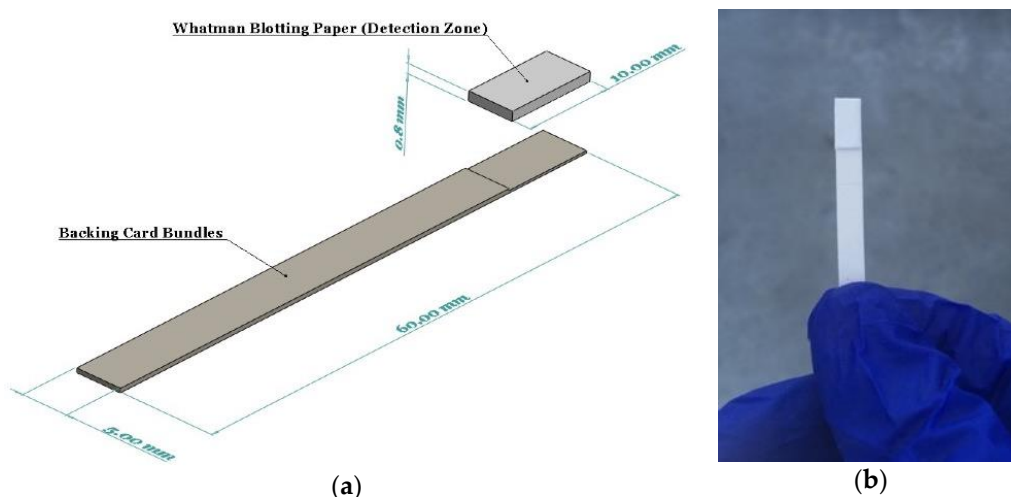 Whatman Blotting Paper (Detection Zone)
10.00 mm
0.8 mm
Backing Card Bundles
60.00 mm
5.00 mm
(a)
(b)